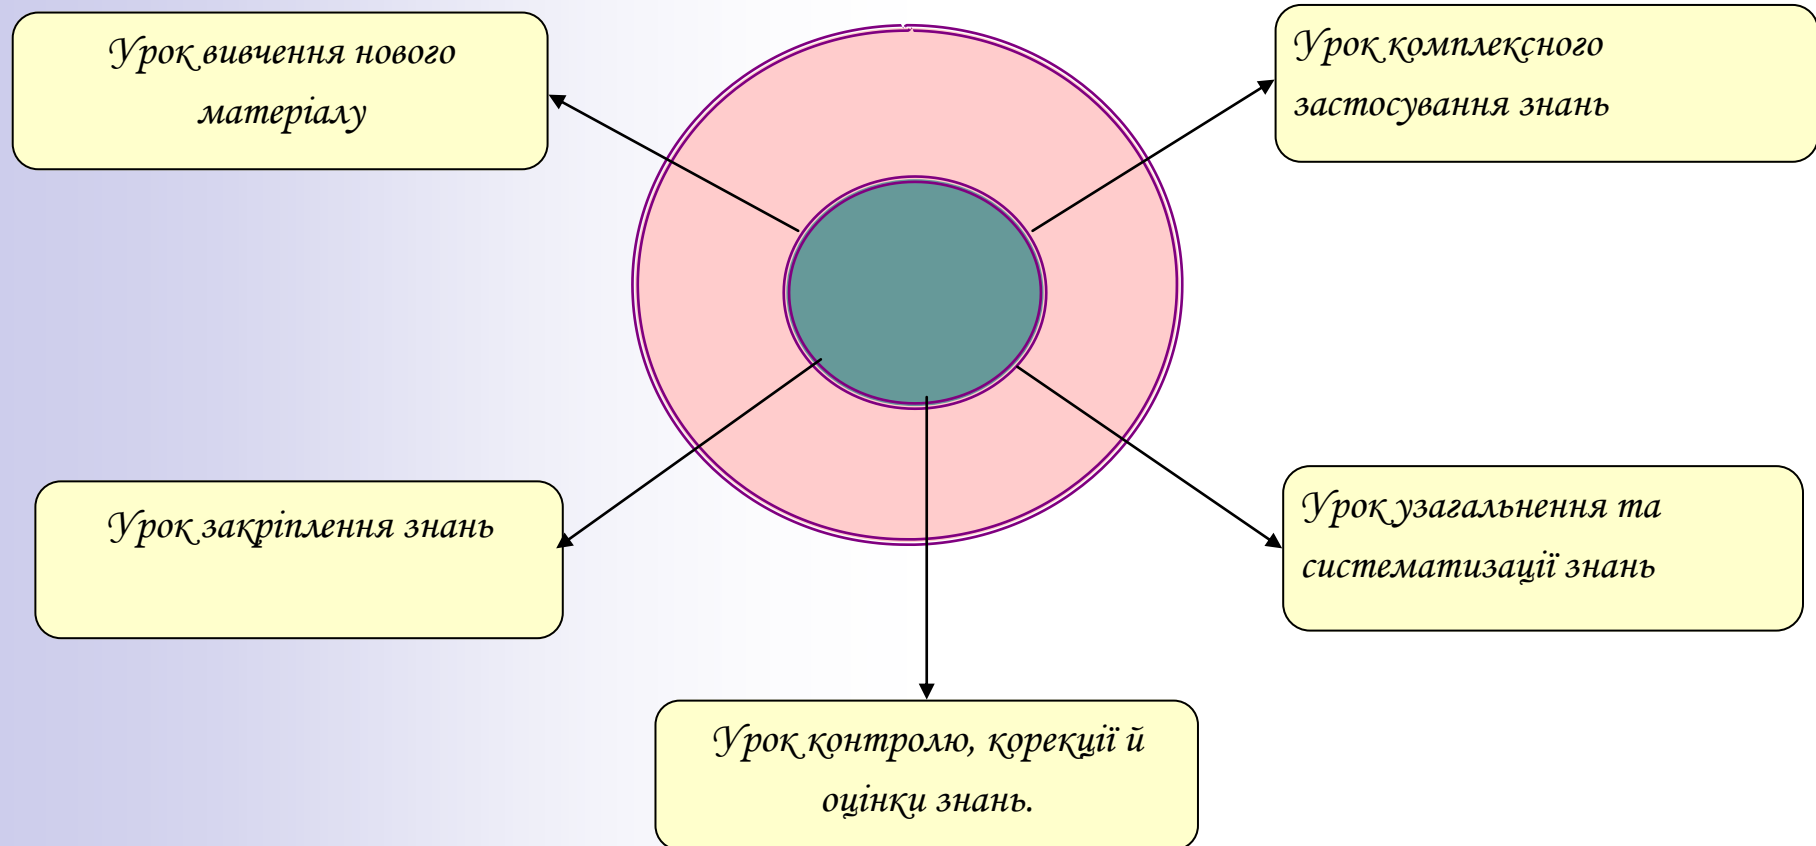 Урок вивчення нового
матеріалу
Урок комплексного
застосування знань
Урок закріплення знань
Урок узагальнення та
систематизації знань
Урок контролю, корекції й
оцінки знань.